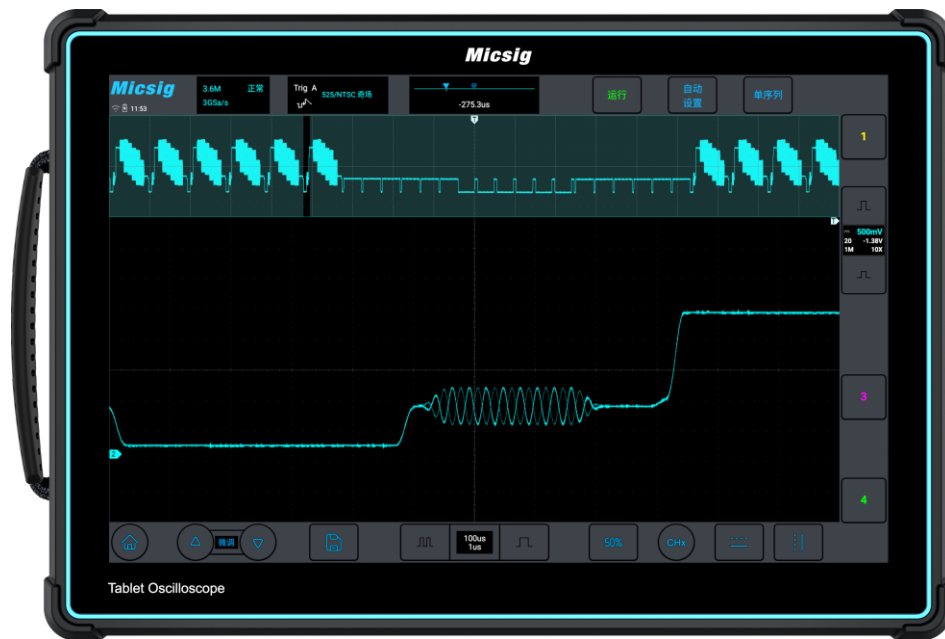 Micsig
Micsig
11:53
3.6M 正常
3GSa/s
Trig A
525/NTSC 奇场
-275.3us
T
运行
自动
设置
单序列
1
T
500mV
20 -1.38V
1M 10X
3
2
4
微调
100us
1us
50%
CHx
Tablet Oscilloscope